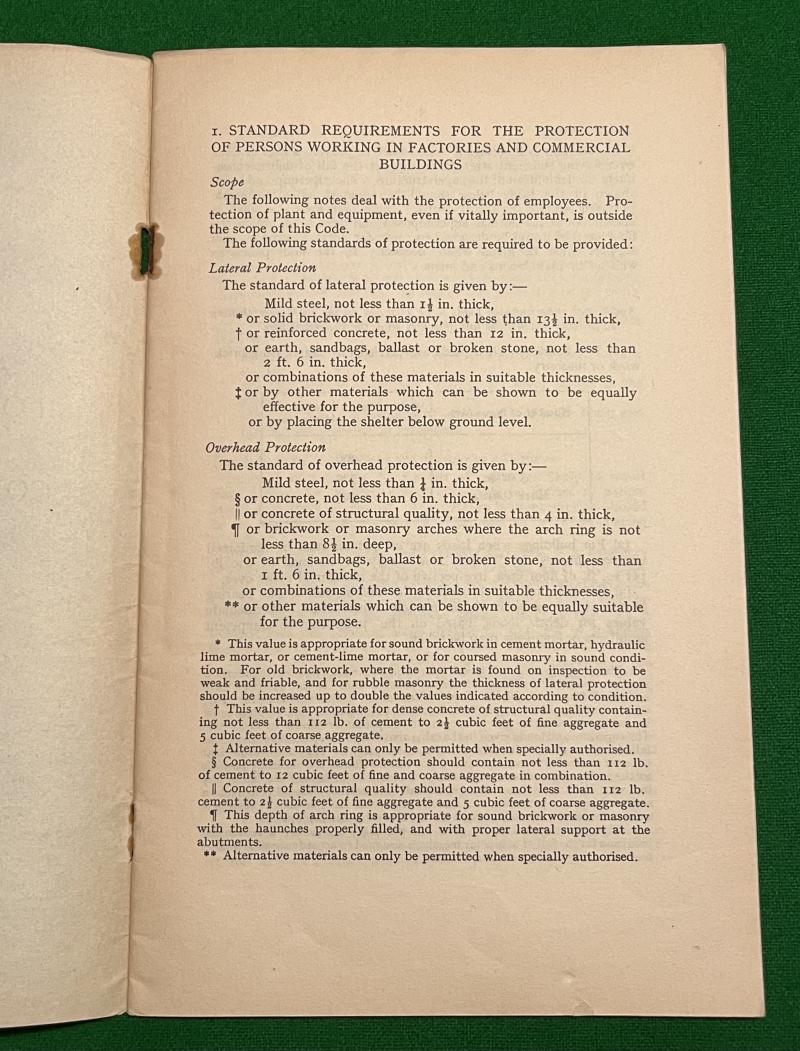 1. STANDARD REQUIREMENTS FOR THE PROTECTION
OF PERSONS WORKING IN FACTORIES AND COMMERCIAL
BUILDINGS
Scope
The following notes deal with the protection of employees. Pro-
tection of plant and equipment, even if vitally important, is outside
the scope of this Code.
The following standards of protection are required to be provided:
Lateral Protection
The standard of lateral protection is given by:—
Mild steel, not less than 1½ in. thick,
* or solid brickwork or masonry, not less than 13½ in. thick,
† or reinforced concrete, not less than 12 in. thick,
or earth, sandbags, ballast or broken stone, not less than
2 ft. 6 in. thick,
or combinations of these materials in suitable thicknesses,
‡ or by other materials which can be shown to be equally
effective for the purpose,
or by placing the shelter below ground level.
Overhead Protection
The standard of overhead protection is given by:—
Mild steel, not less than ¼ in. thick,
§ or concrete, not less than 6 in. thick,
‖ or concrete of structural quality, not less than 4 in. thick,
¶ or brickwork or masonry arches where the arch ring is not
less than 8½ in. deep,
or earth, sandbags, ballast or broken stone, not less than
1 ft. 6 in. thick,
or combinations of these materials in suitable thicknesses,
** or other materials which can be shown to be equally suitable
for the purpose.
* This value is appropriate for sound brickwork in cement mortar, hydraulic
lime mortar, or cement-lime mortar, or for coursed masonry in sound condi-
tion. For old brickwork, where the mortar is found on inspection to be
weak and friable, and for rubble masonry the thickness of lateral protection
should be increased up to double the values indicated according to condition.
† This value is appropriate for dense concrete of structural quality contain-
ing not less than 112 lb. of cement to 2½ cubic feet of fine aggregate and
5 cubic feet of coarse aggregate.
‡ Alternative materials can only be permitted when specially authorised.
§ Concrete for overhead protection should contain not less than 112 lb.
of cement to 12 cubic feet of fine and coarse aggregate in combination.
‖ Concrete of structural quality should contain not less than 112 lb.
cement to 2½ cubic feet of fine aggregate and 5 cubic feet of coarse aggregate.
¶ This depth of arch ring is appropriate for sound brickwork or masonry
with the haunches properly filled, and with proper lateral support at the
abutments.
** Alternative materials can only be permitted when specially authorised.